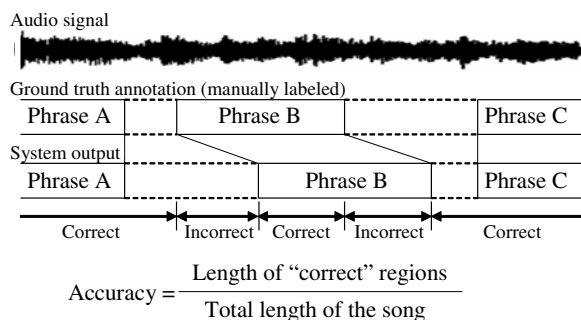 Audio signal
Ground truth annotation (manually labeled)
Phrase A Phrase B Phrase C
System output
Phrase A Phrase B Phrase C
Correct Incorrect Correct Incorrect Correct
Accuracy = Length of “correct” regions
Total length of the song